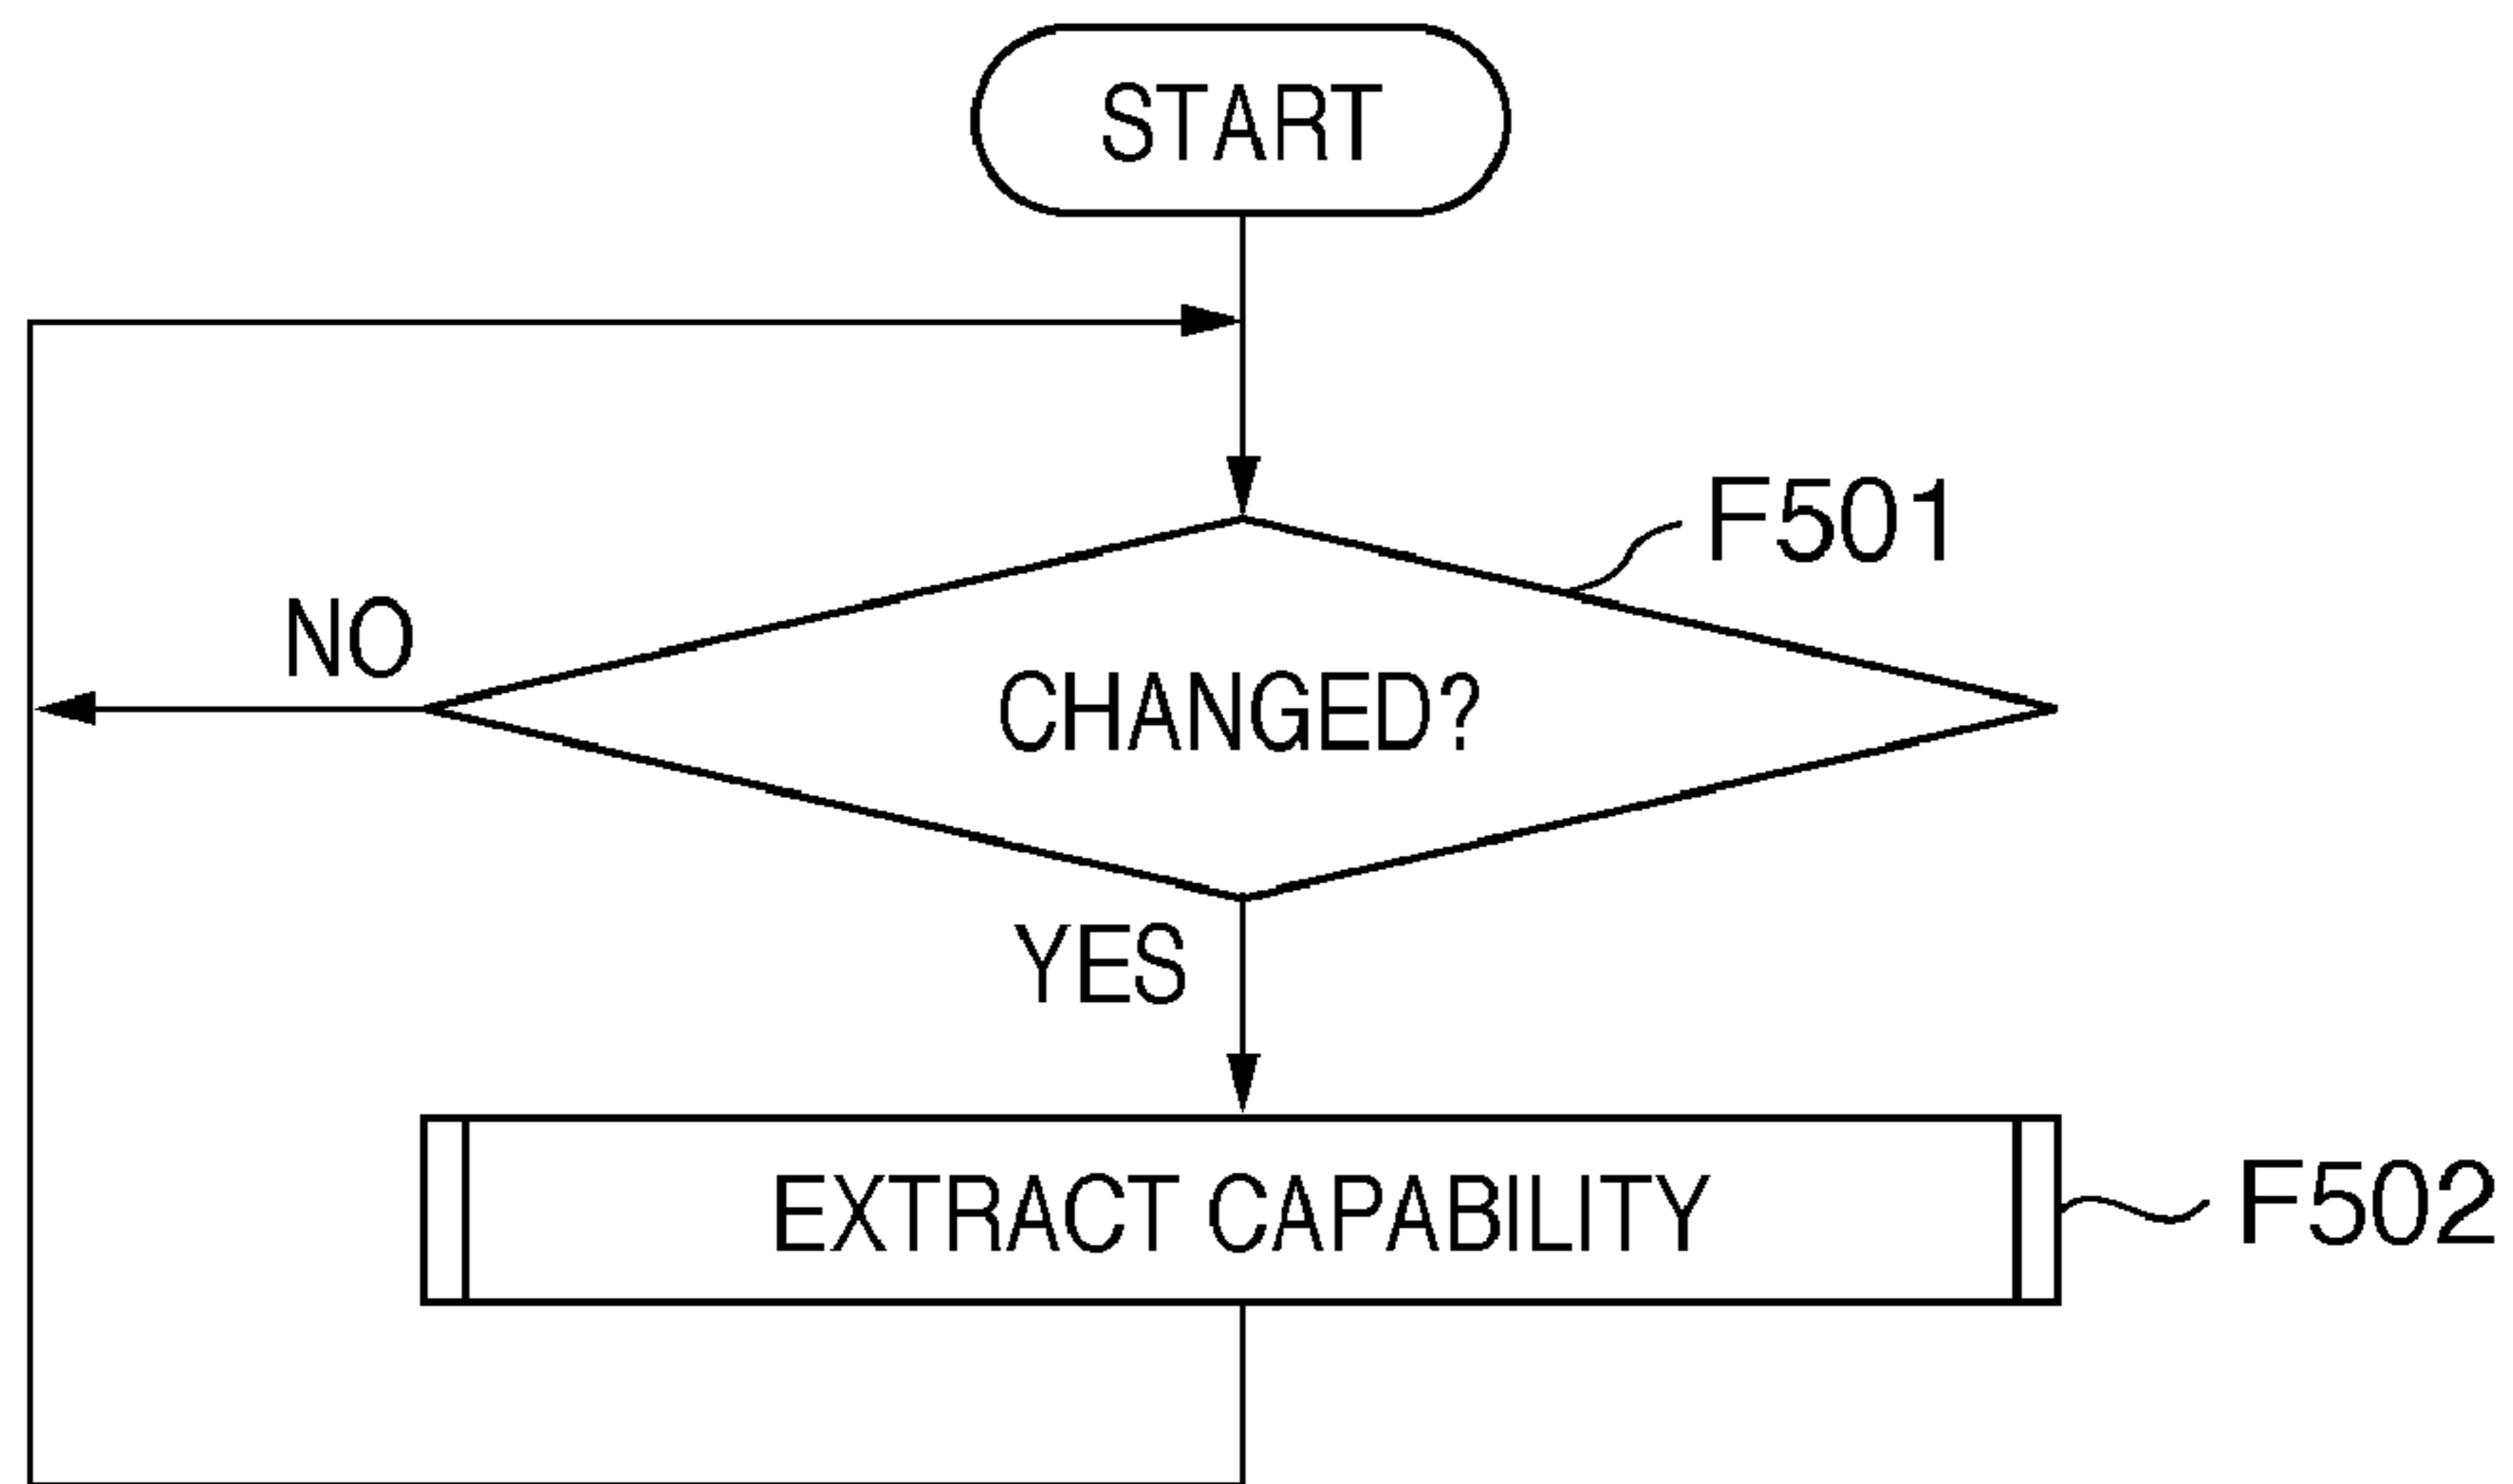 START
F501
NO
CHANGED?
YES
EXTRACT CAPABILITY
F502